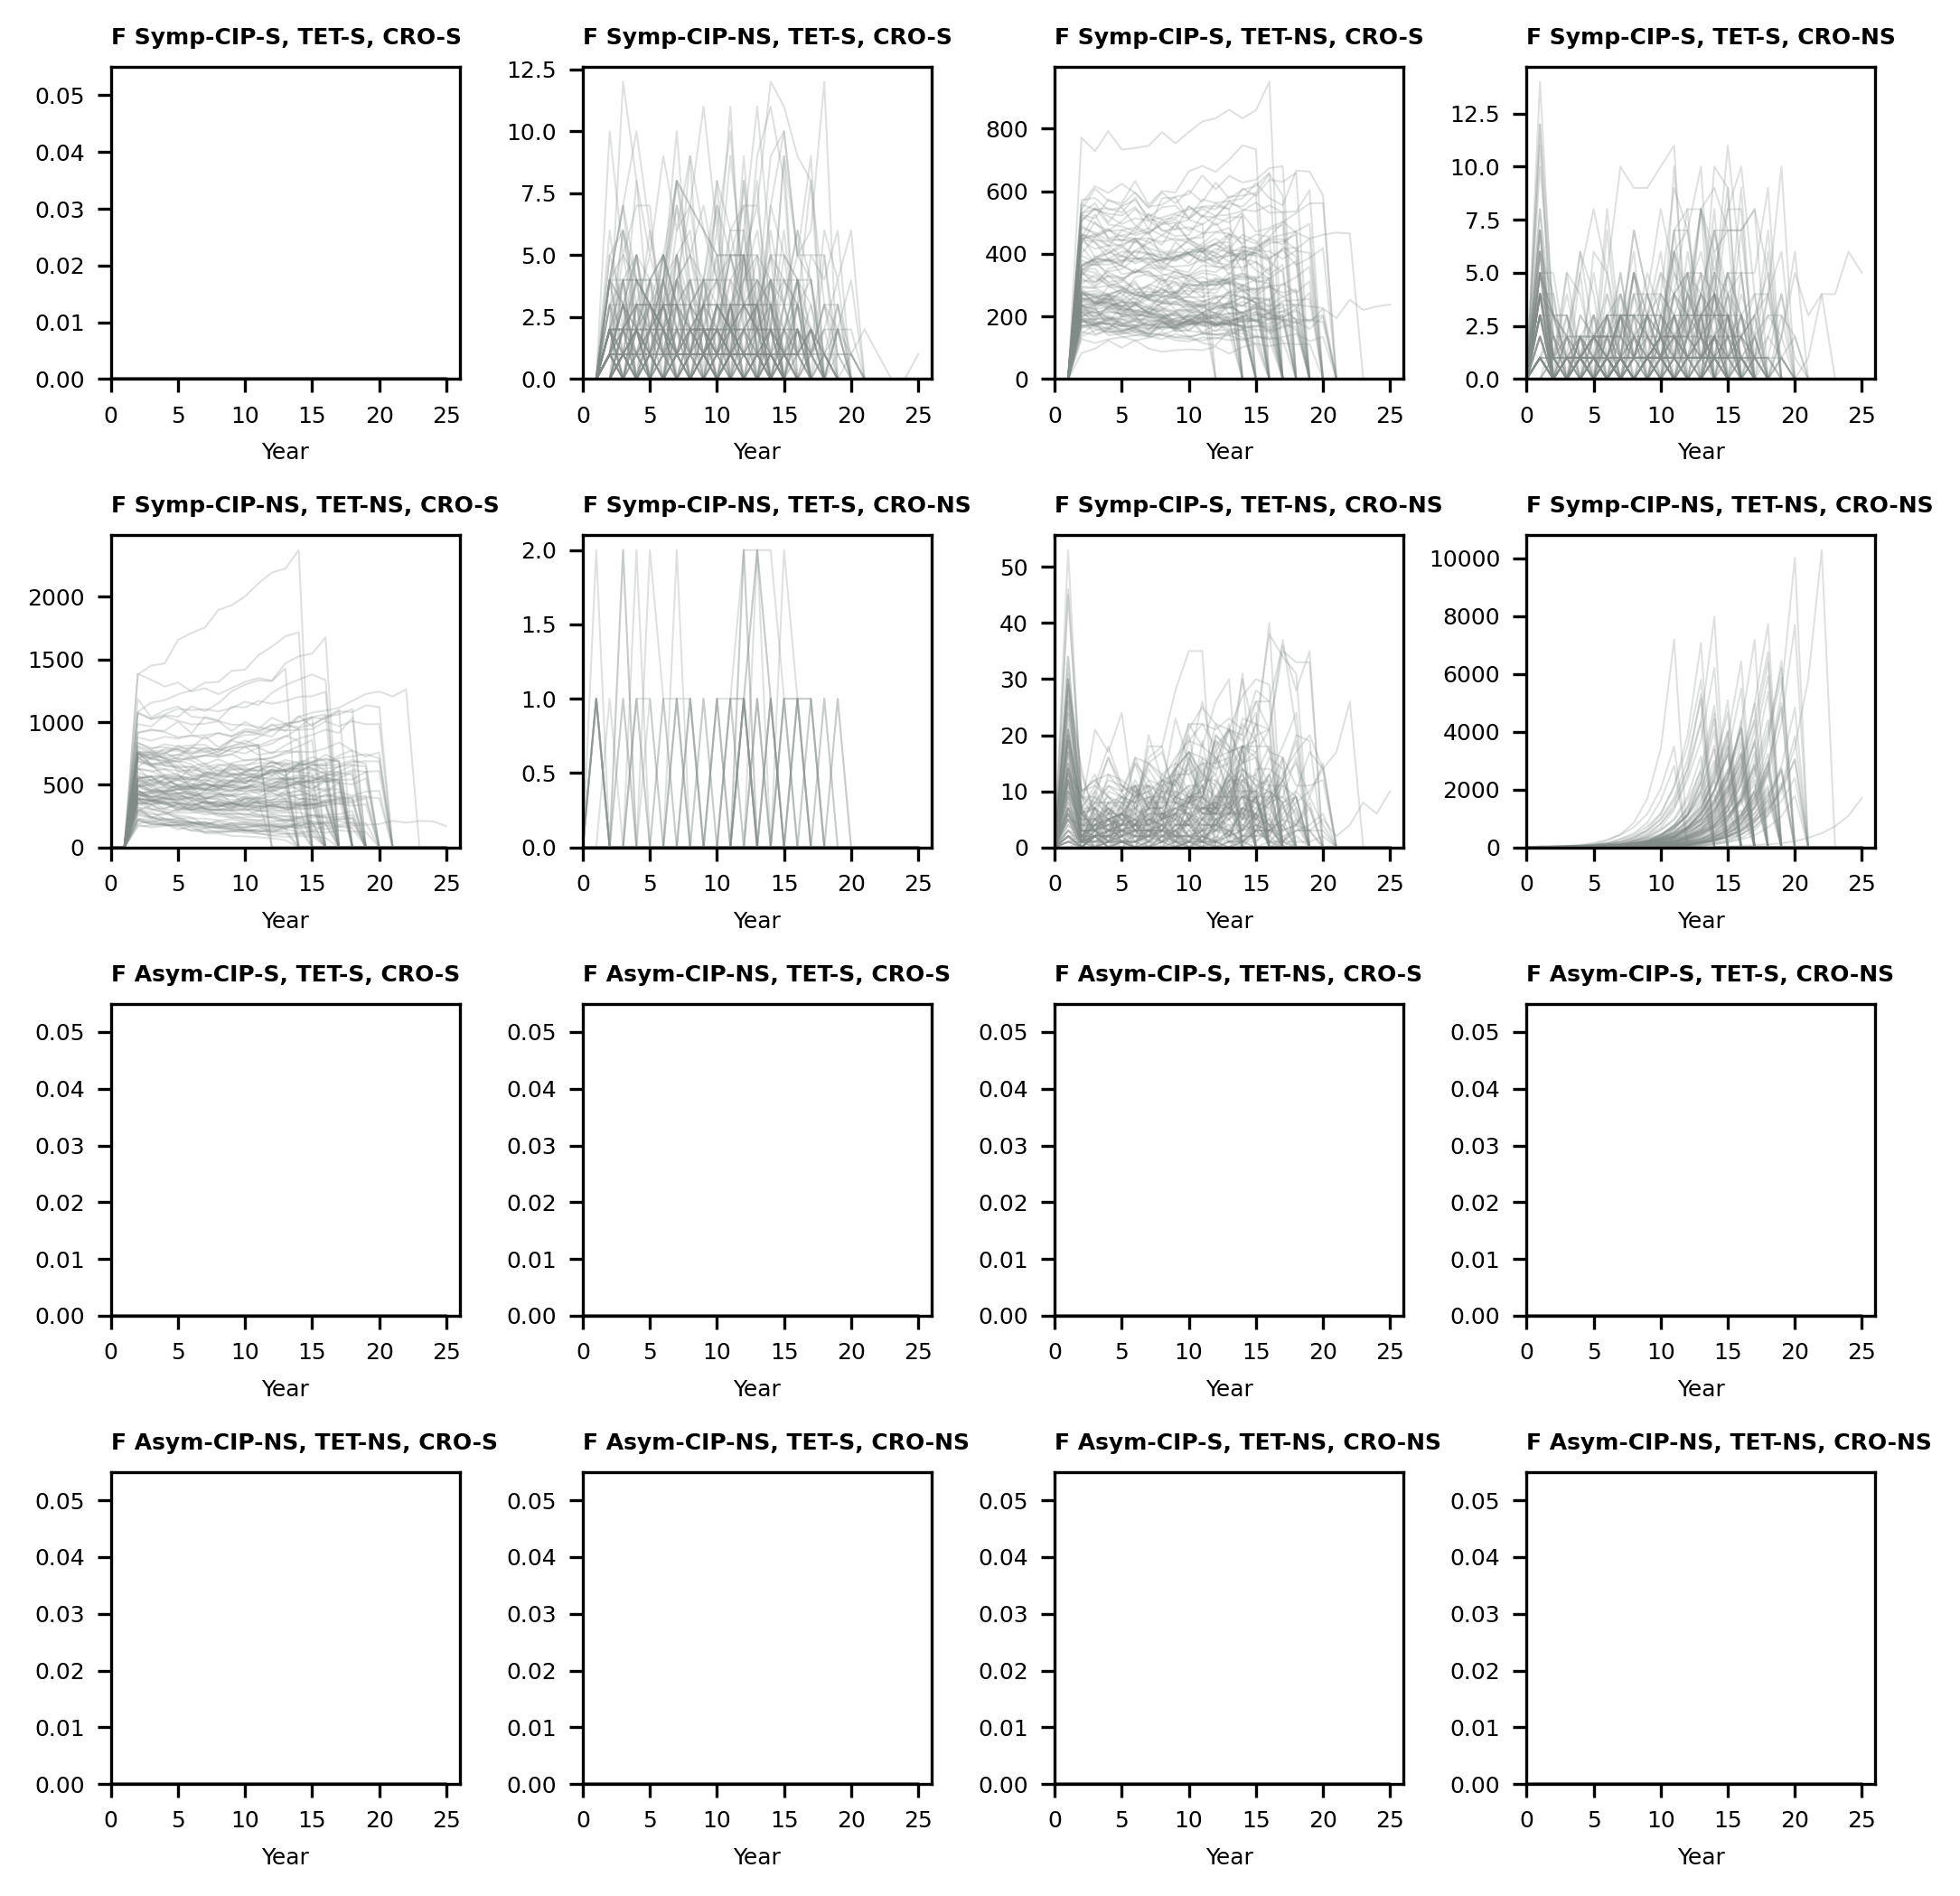 F Symp-CIP-S, TET-S, CRO-S
F Symp-CIP-NS, TET-S, CRO-S
F Symp-CIP-S, TET-NS, CRO-S
F Symp-CIP-S, TET-S, CRO-NS
0.05
0.04
0.03
0.02
0.01
0.00
0 5 10 15 20 25
Year
12.5
10.0
7.5
5.0
2.5
0.0
0 5 10 15 20 25
Year
800
600
400
200
0
0 5 10 15 20 25
Year
12.5
10.0
7.5
5.0
2.5
0.0
0 5 10 15 20 25
Year
F Symp-CIP-NS, TET-NS, CRO-S
F Symp-CIP-NS, TET-S, CRO-NS
F Symp-CIP-S, TET-NS, CRO-NS
F Symp-CIP-NS, TET-NS, CRO-NS
2000
1500
1000
500
0
0 5 10 15 20 25
Year
2.0
1.5
1.0
0.5
0.0
0 5 10 15 20 25
Year
50
40
30
20
10
0
0 5 10 15 20 25
Year
10000
8000
6000
4000
2000
0
0 5 10 15 20 25
Year
F Asym-CIP-S, TET-S, CRO-S
F Asym-CIP-NS, TET-S, CRO-S
F Asym-CIP-S, TET-NS, CRO-S
F Asym-CIP-S, TET-S, CRO-NS
0.05
0.04
0.03
0.02
0.01
0.00
0 5 10 15 20 25
Year
0.05
0.04
0.03
0.02
0.01
0.00
0 5 10 15 20 25
Year
0.05
0.04
0.03
0.02
0.01
0.00
0 5 10 15 20 25
Year
0.05
0.04
0.03
0.02
0.01
0.00
0 5 10 15 20 25
Year
F Asym-CIP-NS, TET-NS, CRO-S
F Asym-CIP-NS, TET-S, CRO-NS
F Asym-CIP-S, TET-NS, CRO-NS
F Asym-CIP-NS, TET-NS, CRO-NS
0.05
0.04
0.03
0.02
0.01
0.00
0 5 10 15 20 25
Year
0.05
0.04
0.03
0.02
0.01
0.00
0 5 10 15 20 25
Year
0.05
0.04
0.03
0.02
0.01
0.00
0 5 10 15 20 25
Year
0.05
0.04
0.03
0.02
0.01
0.00
0 5 10 15 20 25
Year